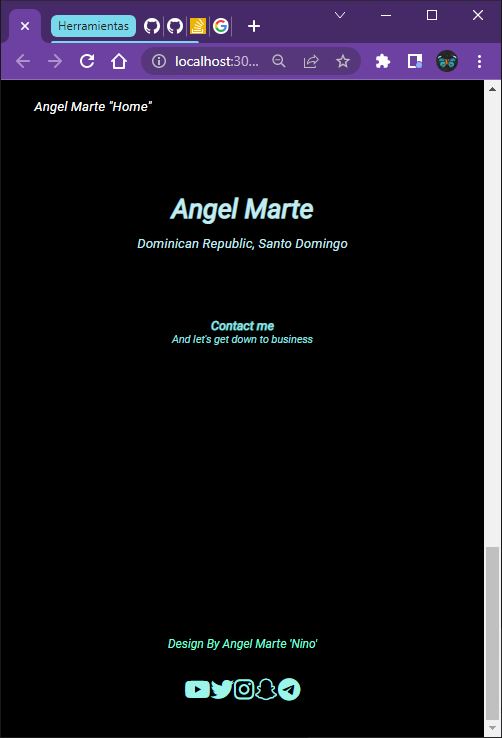 Herramientas
localhost:30...
Angel Marte "Home"
Angel Marte
Dominican Republic, Santo Domingo
Contact me
And let's get down to business
Design By Angel Marte 'Nino'